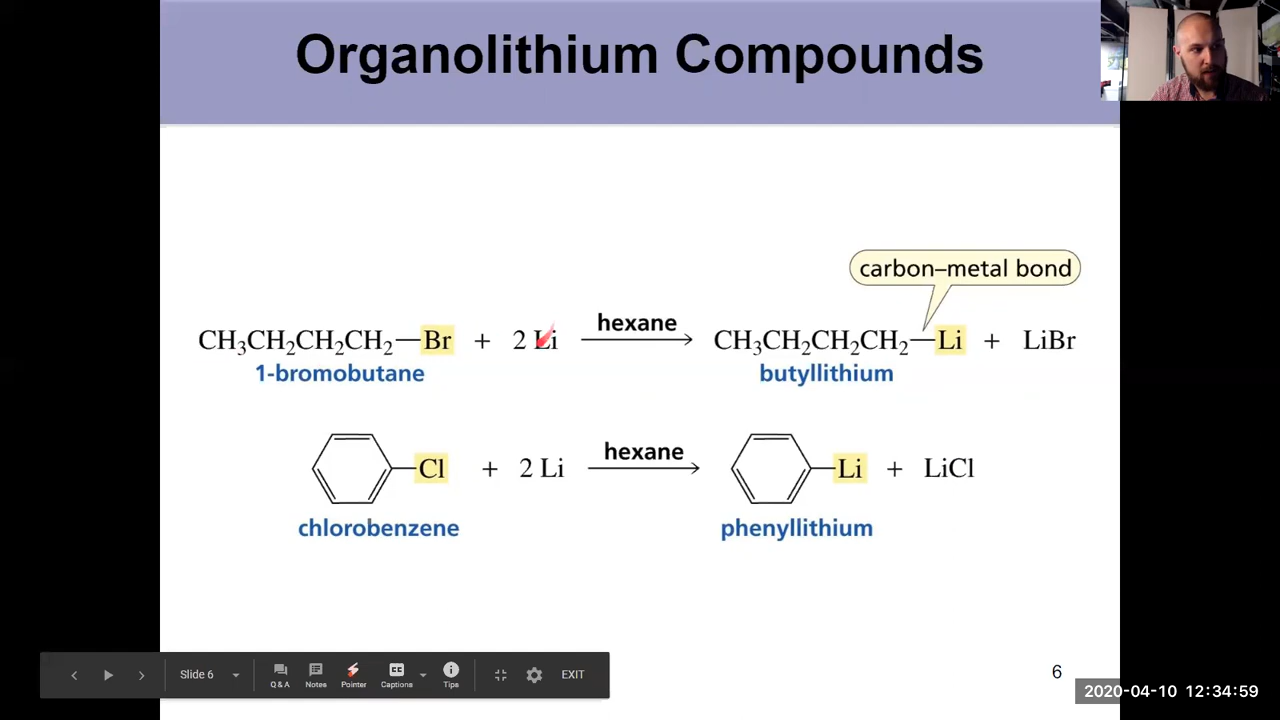 Organolithium Compounds
carbon–metal bond
CH₃CH₂CH₂CH₂—Br + 2 Li hexane CH₃CH₂CH₂CH₂—Li + LiBr
1-bromobutane butyllithium
Cl + 2 Li hexane Li + LiCl
chlorobenzene phenyllithium
Slide 6 Q & A Notes Pointer CC Captions Tips EXIT
6
2020-04-10 12:34:59